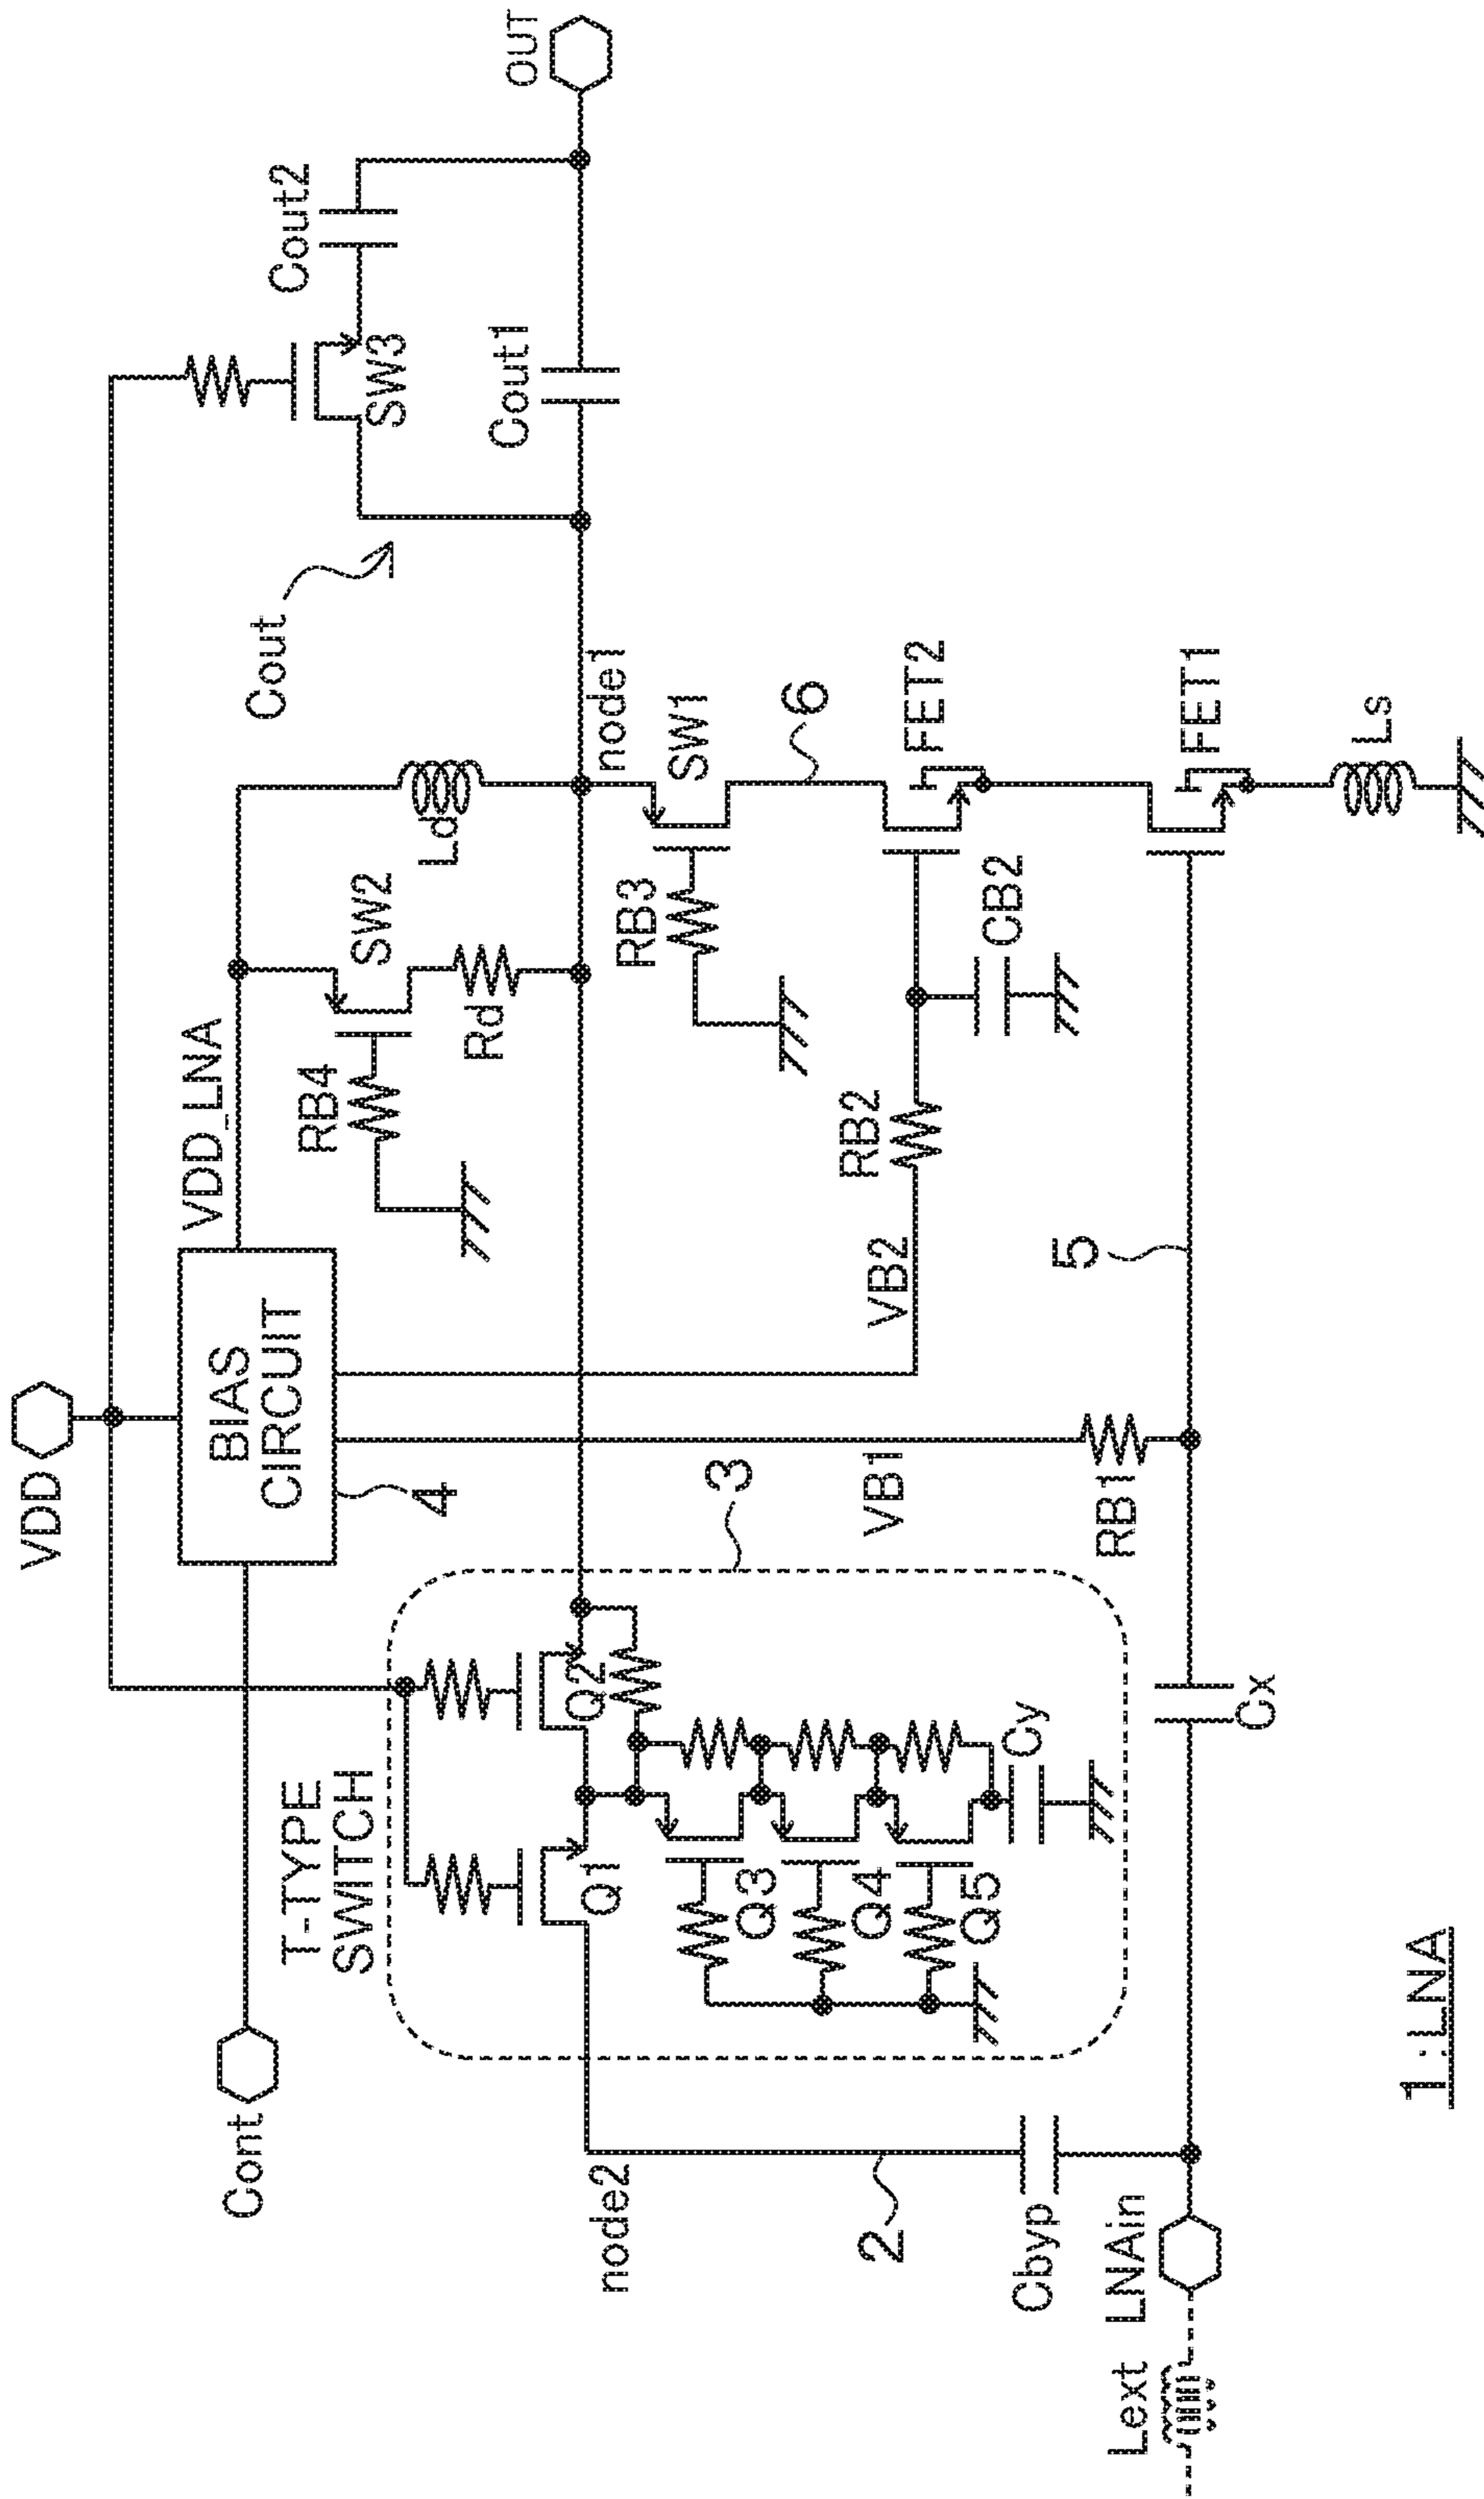 OUT
Cout2
SW3
Cout1
Cout
node1
SW1
6
FET2
FET1
Ls
Ld
SW2
Rd
RB3
CB2
VDD_LNA
RB4
RB2
VB2
5
VDD
BIAS
CIRCUIT
4
3
VB1
RB1
T-TYPE
SWITCH
Q2
Q1
Q3
Q4
Q5
Cy
Cx
Cont
node2
2
Cbyp
LNAin
Lext
1:LNA